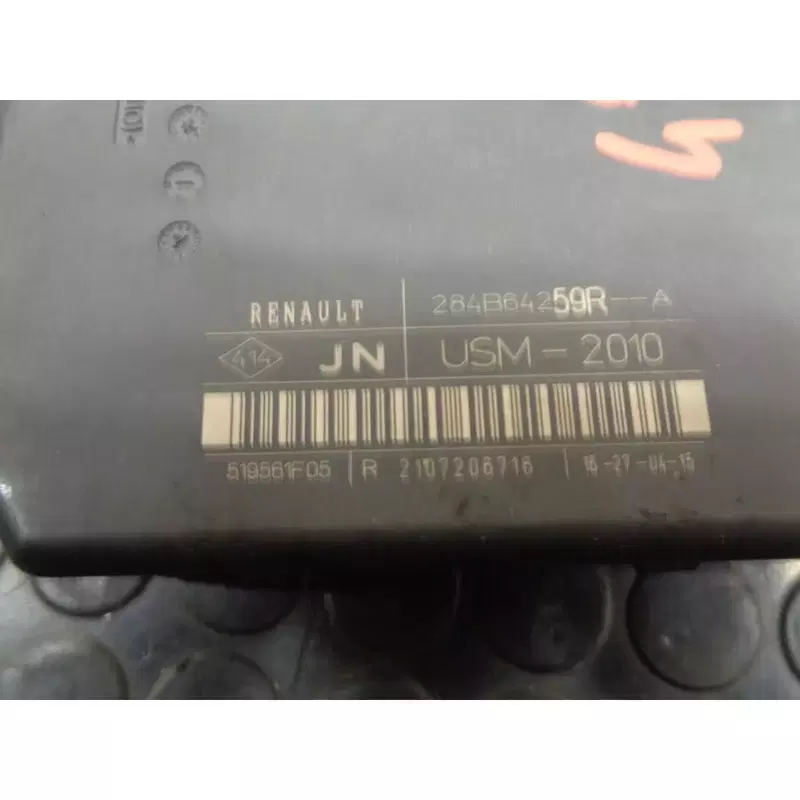 RENAULT 284B64259R--A
414 JN USM-2010
519561F05 R 2107206716 16-27-04-15